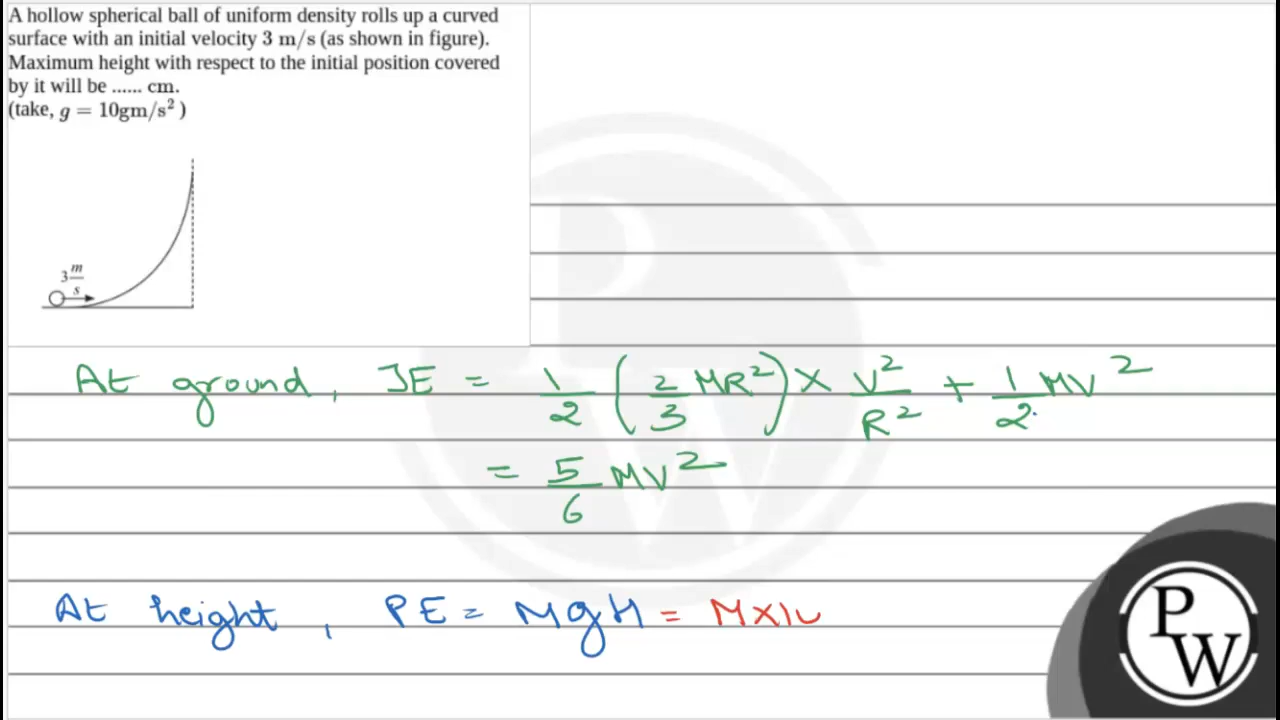 A hollow spherical ball of uniform density rolls up a curved
surface with an initial velocity 3 m/s (as shown in figure).
Maximum height with respect to the initial position covered
by it will be ...... cm.
(take, g = 10gm/s² )
3 m/s
At ground, IE = 1/2 (2/3 MR²) × V²/R² + 1/2 MV²
= 5/6 MV²
At height, PE = MgH = M×10
P
W
P
W